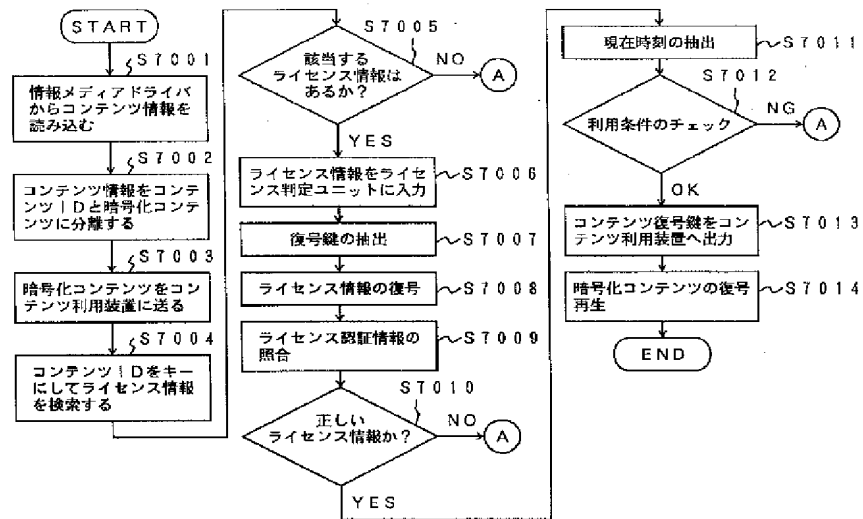 START
S7001
情報メディアドライバ
からコンテンツ情報を
読み込む
S7002
コンテンツ情報をコンテ
ンツIDと暗号化コンテ
ンツに分離する
S7003
暗号化コンテンツをコ
ンテンツ利用装置に送る
S7004
コンテンツIDをキー
にしてライセンス情報
を検索する
S7005
該当する
ライセンス情報は
あるか?
NO
A
YES
ライセンス情報をライセ
ンス判定ユニットに入力
S7006
復号鍵の抽出
S7007
ライセンス情報の復号
S7008
ライセンス認証情報の
照合
S7009
S7010
正しい
ライセンス情報か?
NO
A
YES
現在時刻の抽出
S7011
S7012
利用条件のチェック
NG
A
OK
コンテンツ復号鍵をコン
テンツ利用装置へ出力
S7013
暗号化コンテンツの復号
再生
S7014
END